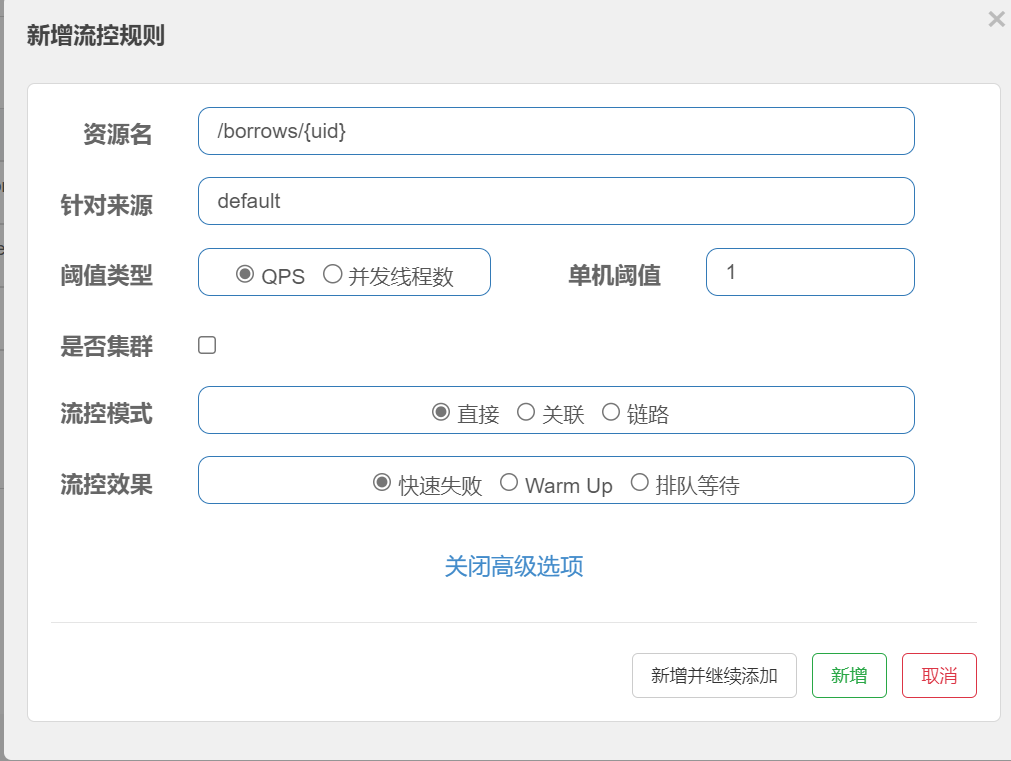 新增流控规则
×
资源名 /borrows/{uid}
针对来源 default
阈值类型 QPS 并发线程数 单机阈值 1
是否集群
流控模式 直接 关联 链路
流控效果 快速失败 Warm Up 排队等待
关闭高级选项
新增并继续添加 新增 取消